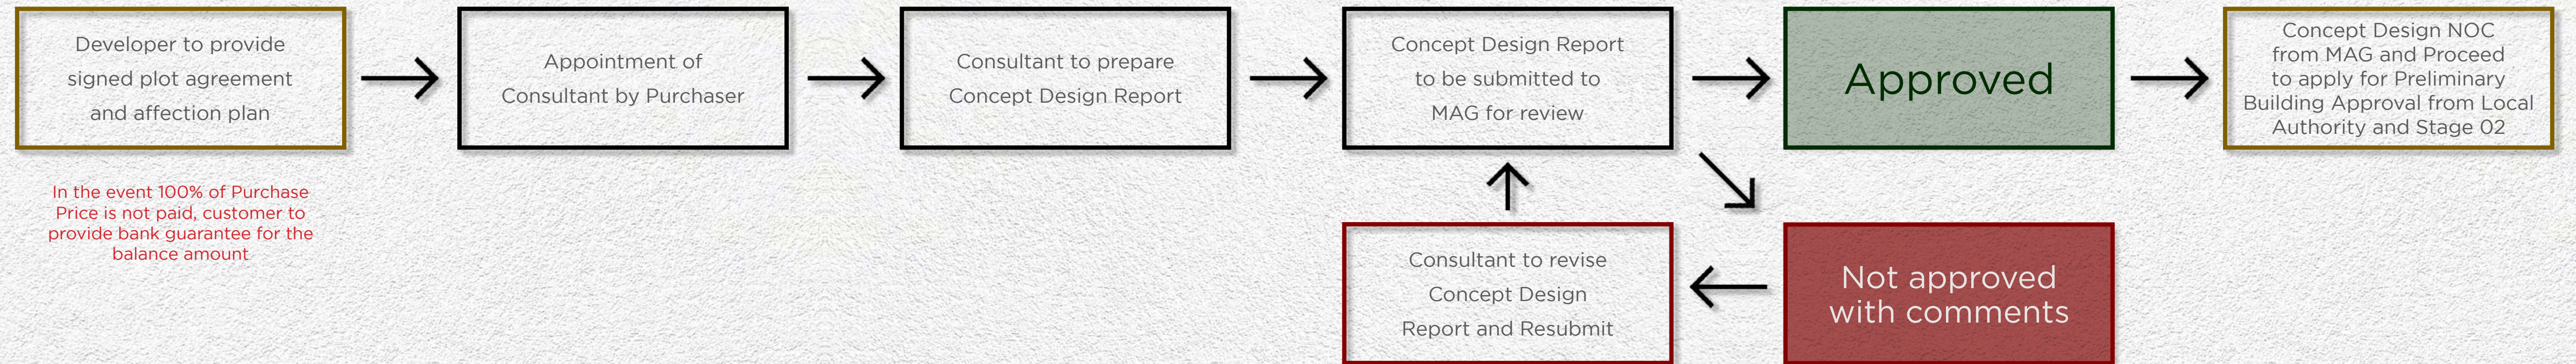 Developer to provide
signed plot agreement
and affection plan
In the event 100% of Purchase
Price is not paid, customer to
provide bank guarantee for the
balance amount
Appointment of
Consultant by Purchaser
Consultant to prepare
Concept Design Report
Concept Design Report
to be submitted to
MAG for review
Approved
Concept Design NOC
from MAG and Proceed
to apply for Preliminary
Building Approval from Local
Authority and Stage 02
Not approved
with comments
Consultant to revise
Concept Design
Report and Resubmit